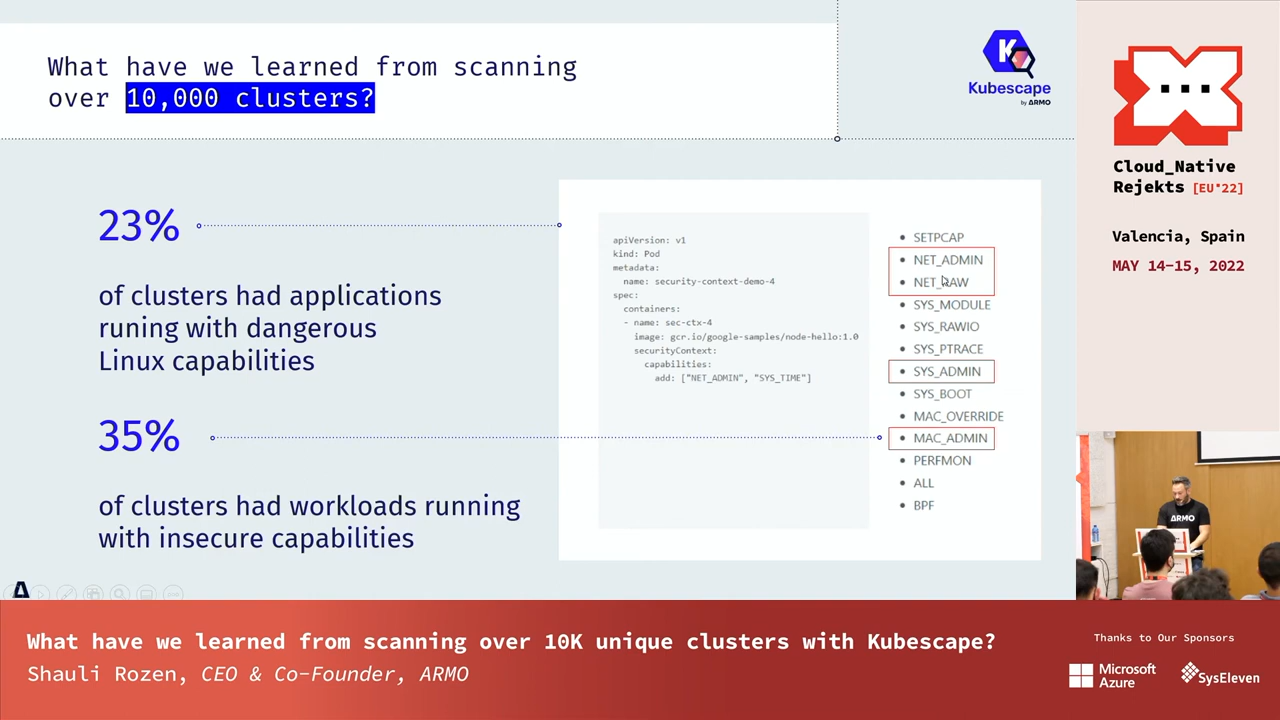 What have we learned from scanning
over 10,000 clusters?
Kubescape
by ARMO
23%
of clusters had applications
runing with dangerous
Linux capabilities
35%
of clusters had workloads running
with insecure capabilities
apiVersion: v1
kind: Pod
metadata:
  name: security-context-demo-4
spec:
  containers:
  - name: sec-ctx-4
    image: gcr.io/google-samples/node-hello:1.0
    securityContext:
      capabilities:
        add: ["NET_ADMIN", "SYS_TIME"]
• SETPCAP
• NET_ADMIN
• NET_RAW
• SYS_MODULE
• SYS_RAWIO
• SYS_PTRACE
• SYS_ADMIN
• SYS_BOOT
• MAC_OVERRIDE
• MAC_ADMIN
• PERFMON
• ALL
• BPF
A
Cloud_Native
Rejekts [EU'22]
Valencia, Spain
MAY 14-15, 2022
ARMO
What have we learned from scanning over 10K unique clusters with Kubescape?
Shauli Rozen, CEO & Co-Founder, ARMO
Thanks to Our Sponsors
Microsoft
Azure
SysEleven